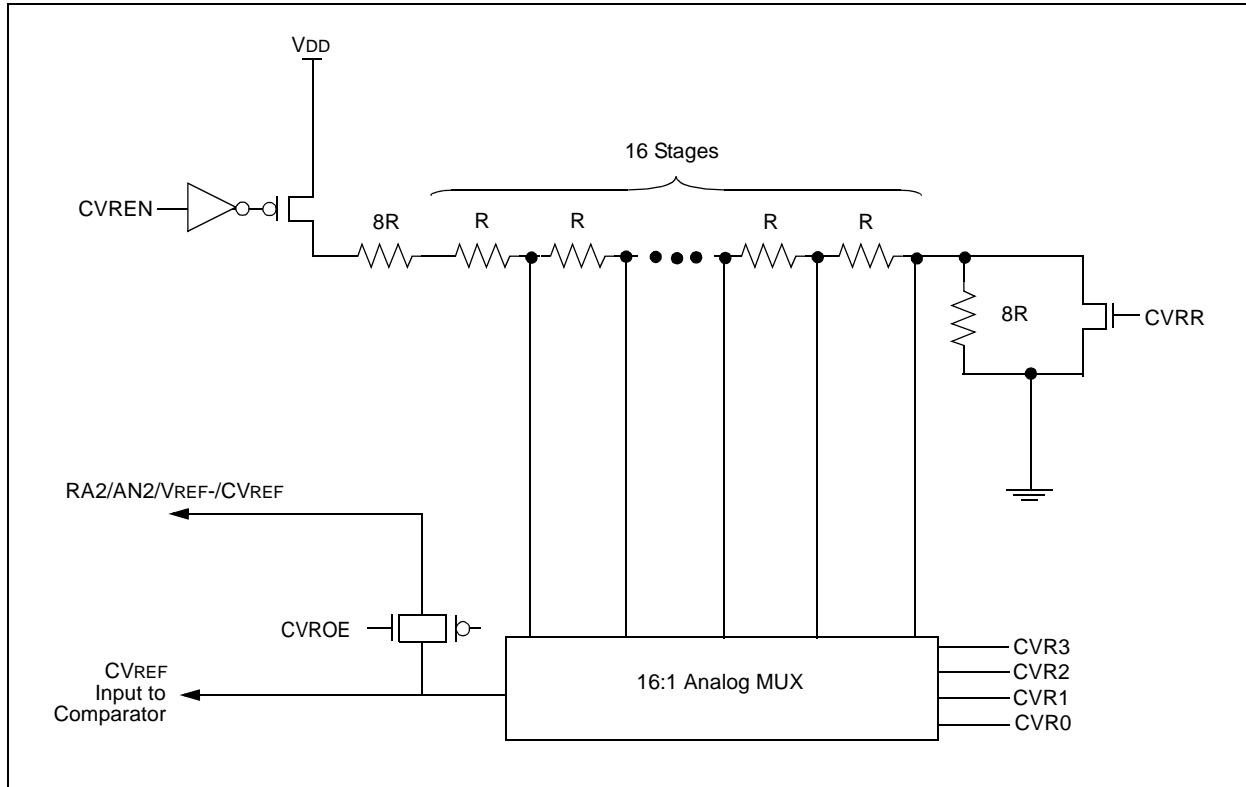 VDD
16 Stages
CVREN
8R
R
R
R
R
8R
CVRR
RA2/AN2/VREF-/CVREF
CVROE
CVREF
Input to
Comparator
16:1 Analog MUX
CVR3
CVR2
CVR1
CVR0